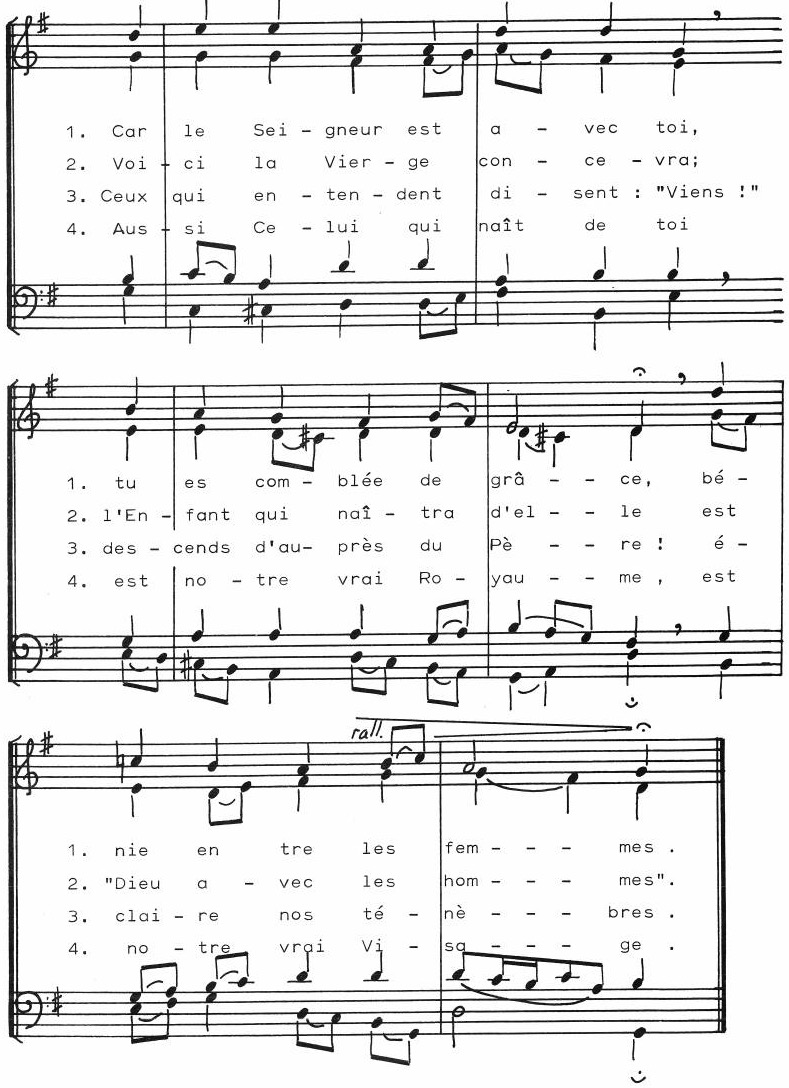 1. Car le Sei - gneur est a - vec toi,
2. Voi - ci la Vier - ge con - ce - vra;
3. Ceux qui en - ten - dent di - sent : "Viens !"
4. Aus - si Ce - lui qui naît de toi
1. tu es com - blée de grâ - - ce, bé -
2. l'En - fant qui naî - tra d'el - - le est
3. des - cends d'au- près du Pè - - re ! é -
4. est no - tre vrai Ro - yau - - me , est
rall.
1. nie en tre les fem - - - mes .
2. "Dieu a - vec les hom - - - mes".
3. clai - re nos té - nè - - - bres .
4. no - tre vrai Vi - sa - - - ge .